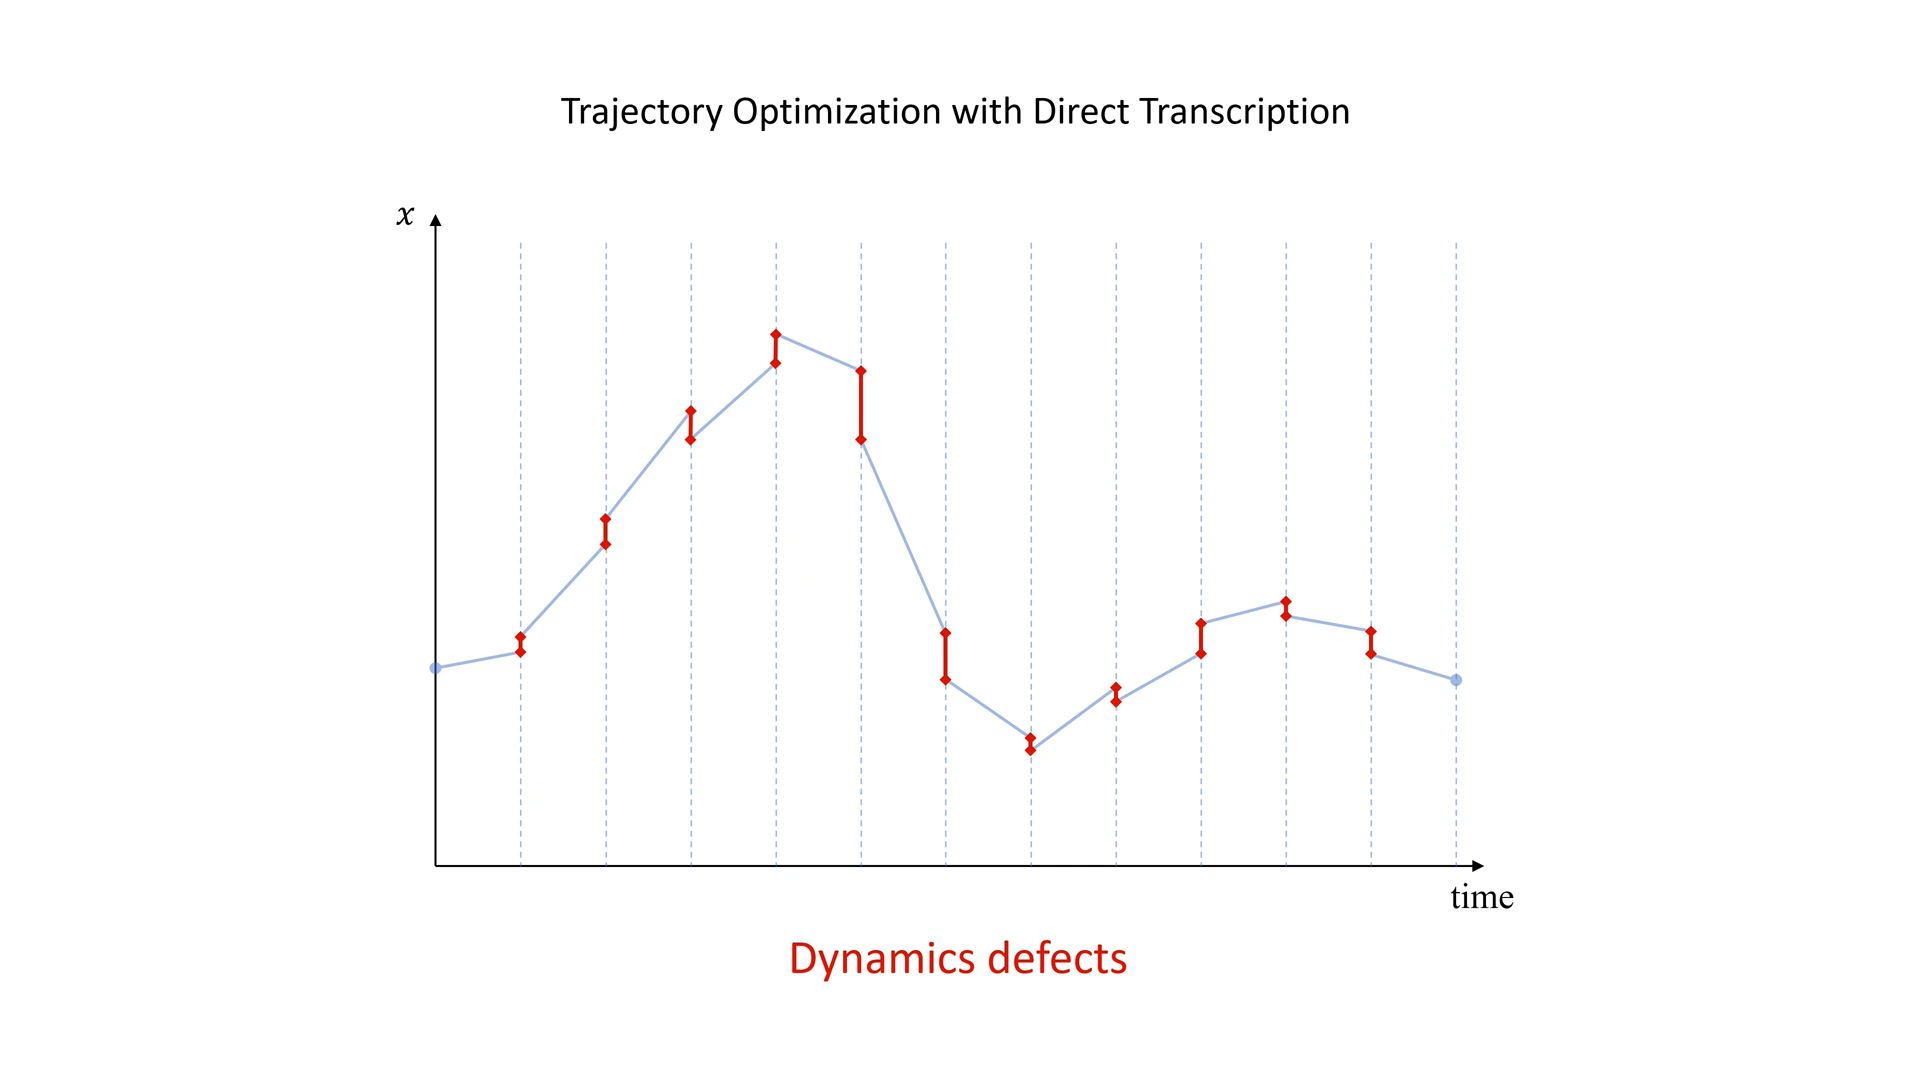 Trajectory Optimization with Direct Transcription
x
time
Dynamics defects